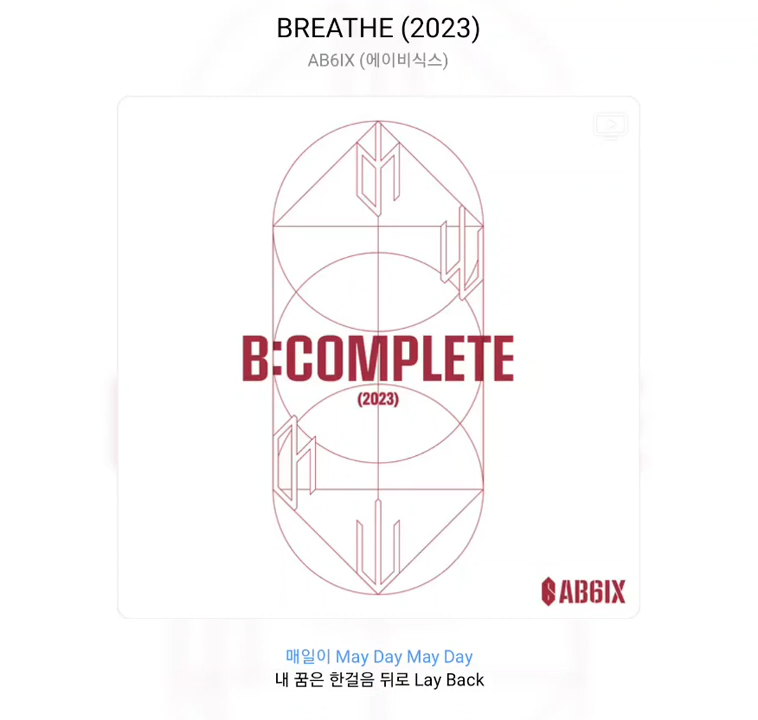 BREATHE (2023)
AB6IX (에이비식스)
B:COMPLETE
(2023)
AB6IX
매일이 May Day May Day
내 꿈은 한걸음 뒤로 Lay Back